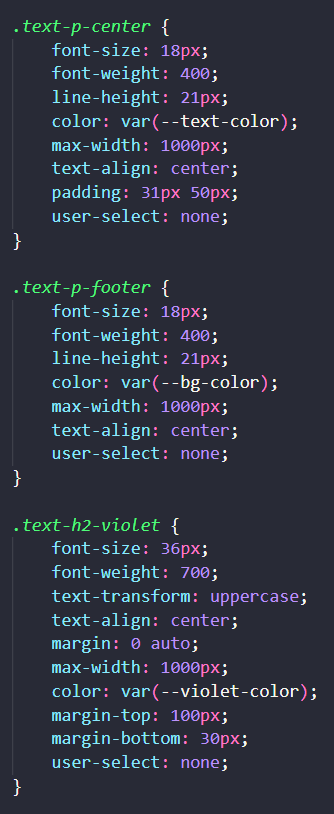 .text-p-center {
    font-size: 18px;
    font-weight: 400;
    line-height: 21px;
    color: var(--text-color);
    max-width: 1000px;
    text-align: center;
    padding: 31px 50px;
    user-select: none;
}

.text-p-footer {
    font-size: 18px;
    font-weight: 400;
    line-height: 21px;
    color: var(--bg-color);
    max-width: 1000px;
    text-align: center;
    user-select: none;
}

.text-h2-violet {
    font-size: 36px;
    font-weight: 700;
    text-transform: uppercase;
    text-align: center;
    margin: 0 auto;
    max-width: 1000px;
    color: var(--violet-color);
    margin-top: 100px;
    margin-bottom: 30px;
    user-select: none;
}